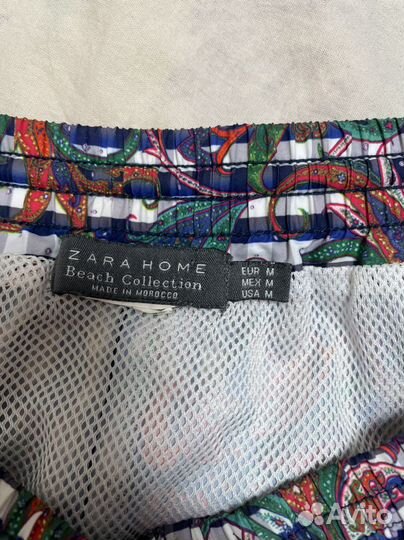 ZARA HOME
Beach Collection
MADE IN MOROCCO
EUR M
MEX M
USA M
Avito